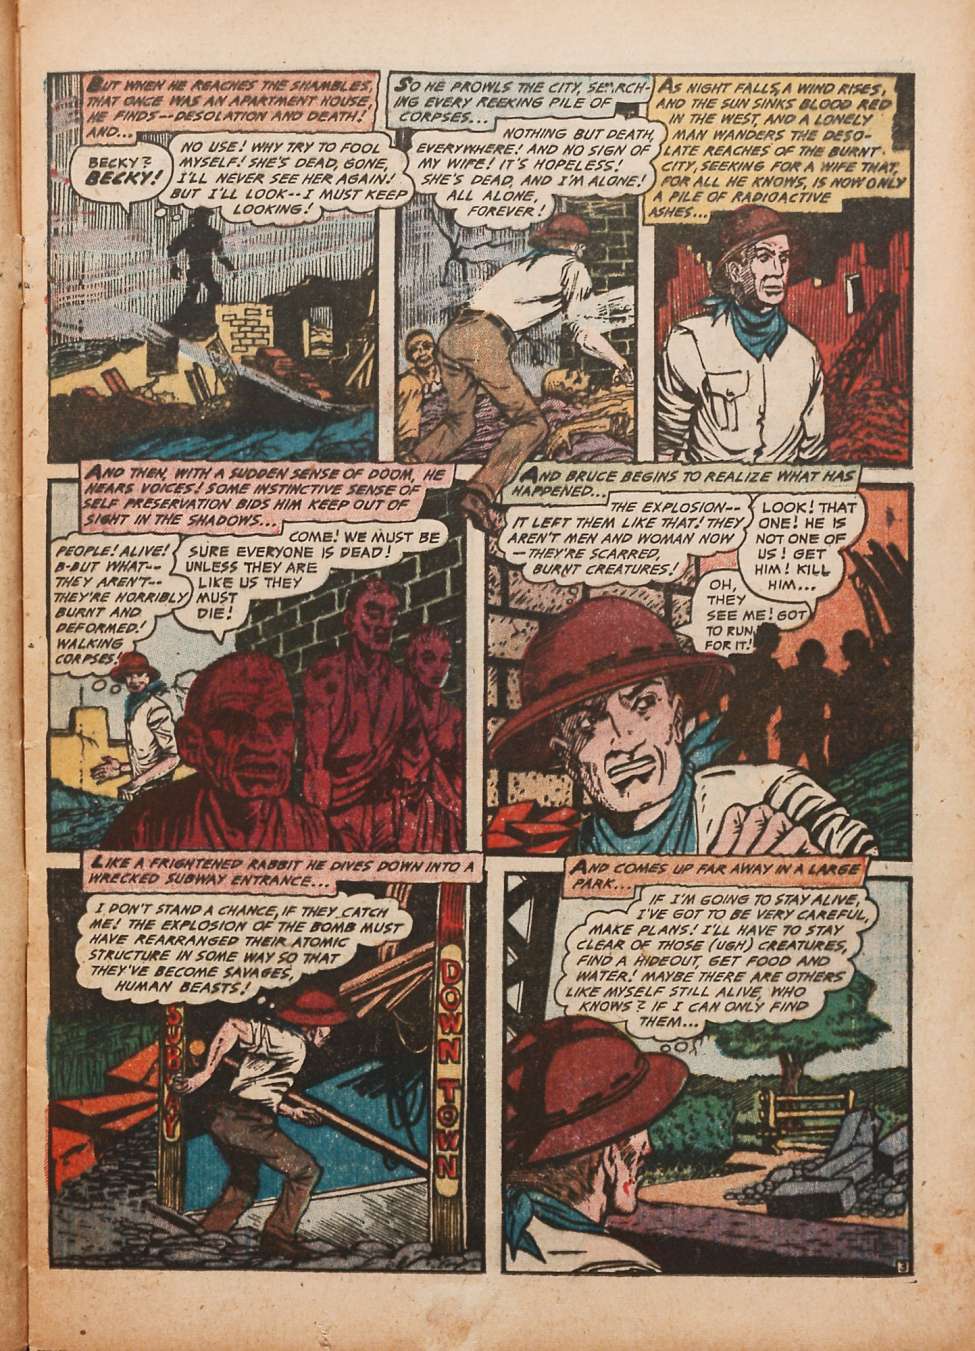 BUT WHEN HE REACHES THE SHAMBLES,
THAT ONCE WAS AN APARTMENT HOUSE,
HE FINDS--DESOLATION AND DEATH!
AND...
BECKY?
BECKY!
NO USE! WHY TRY TO FOOL
MYSELF! SHE'S DEAD, GONE,
I'LL NEVER SEE HER AGAIN!
BUT I'LL LOOK--I MUST KEEP
LOOKING!
SO HE PROWLS THE CITY, SEARCH-
ING EVERY REEKING PILE OF
CORPSES...
NOTHING BUT DEATH,
EVERYWHERE! AND NO SIGN OF
MY WIFE! IT'S HOPELESS!
SHE'S DEAD, AND I'M ALONE!
ALL ALONE,
FOREVER!
AS NIGHT FALLS, A WIND RISES,
AND THE SUN SINKS BLOOD RED
IN THE WEST, AND A LONELY
MAN WANDERS THE DESO-
LATE REACHES OF THE BURNT
CITY, SEEKING FOR A WIFE THAT,
FOR ALL HE KNOWS, IS NOW ONLY
A PILE OF RADIOACTIVE
ASHES...
AND THEN, WITH A SUDDEN SENSE OF DOOM, HE
HEARS VOICES! SOME INSTINCTIVE SENSE OF
SELF PRESERVATION BIDS HIM KEEP OUT OF
SIGHT IN THE SHADOWS...
PEOPLE! ALIVE!
B-BUT WHAT--
THEY AREN'T--
THEY'RE HORRIBLY
BURNT AND
DEFORMED!
WALKING
CORPSES!
COME! WE MUST BE
SURE EVERYONE IS DEAD!
UNLESS THEY ARE
LIKE US THEY
MUST
DIE!
AND BRUCE BEGINS TO REALIZE WHAT HAS
HAPPENED...
THE EXPLOSION--
IT LEFT THEM LIKE THAT! THEY
AREN'T MEN AND WOMAN NOW
--THEY'RE SCARRED,
BURNT CREATURES!
LOOK! THAT
ONE! HE IS
NOT ONE OF
US! GET
HIM! KILL
HIM...
OH,
THEY
SEE ME! GOT
TO RUN
FOR IT!
LIKE A FRIGHTENED RABBIT HE DIVES DOWN INTO A
WRECKED SUBWAY ENTRANCE...
I DON'T STAND A CHANCE, IF THEY CATCH
ME! THE EXPLOSION OF THE BOMB MUST
HAVE REARRANGED THEIR ATOMIC
STRUCTURE IN SOME WAY SO THAT
THEY'VE BECOME SAVAGES,
HUMAN BEASTS!
SUBWAY
DOWN TOWN
AND COMES UP FAR AWAY IN A LARGE
PARK...
IF I'M GOING TO STAY ALIVE,
I'VE GOT TO BE VERY CAREFUL,
MAKE PLANS! I'LL HAVE TO STAY
CLEAR OF THOSE (UGH) CREATURES,
FIND A HIDEOUT, GET FOOD AND
WATER! MAYBE THERE ARE OTHERS
LIKE MYSELF STILL ALIVE, WHO
KNOWS? IF I CAN ONLY FIND
THEM...
3